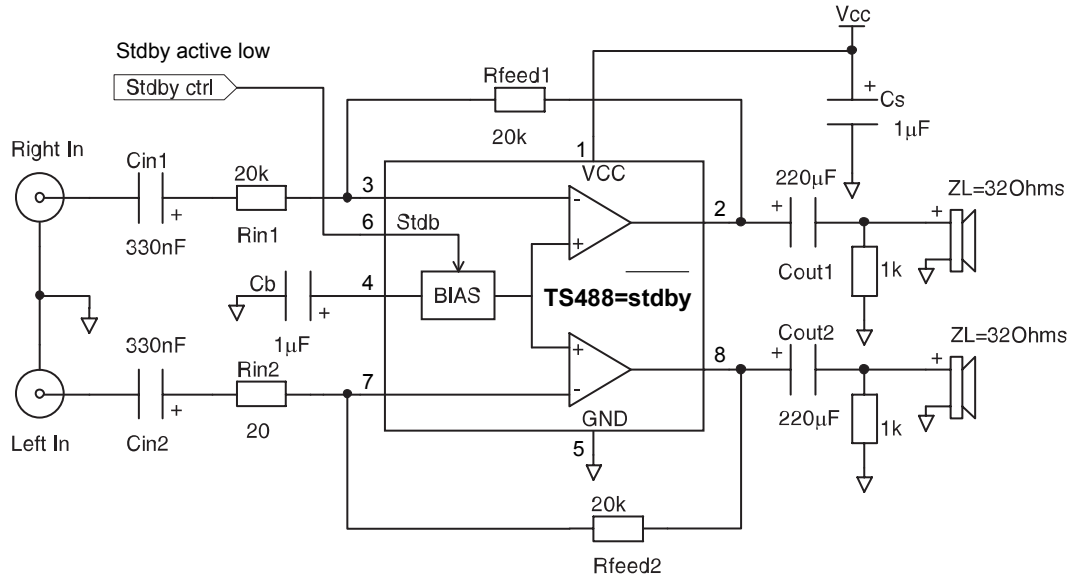 Vcc
Stdby active low
Stdby ctrl
Rfeed1
20k
+
Cs
1μF
Right In
Cin1
+
330nF
20k
Rin1
3
6
Stdb
1
VCC
-
+
2
220μF
+
Cout1
1k
ZL=32Ohms
+
Cb
4
1μF
+
BIAS
TS488=stdby
330nF
Cin2
+
Left In
Rin2
20
7
+
-
GND
5
8
Cout2
+
220μF
1k
ZL=32Ohms
+
20k
Rfeed2